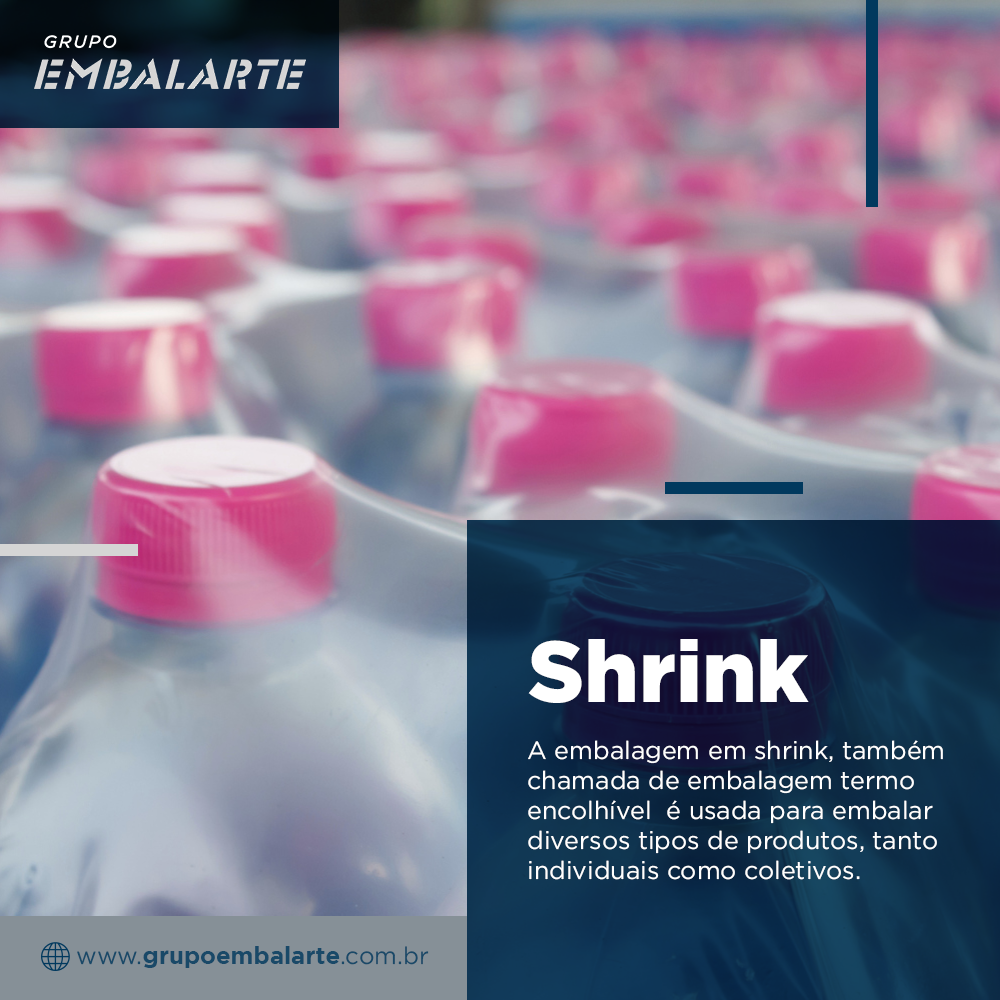 GRUPO
EMBALARTE
Shrink
A embalagem em shrink, também
chamada de embalagem termo
encolhível  é usada para embalar
diversos tipos de produtos, tanto
individuais como coletivos.
www.grupoembalarte.com.br